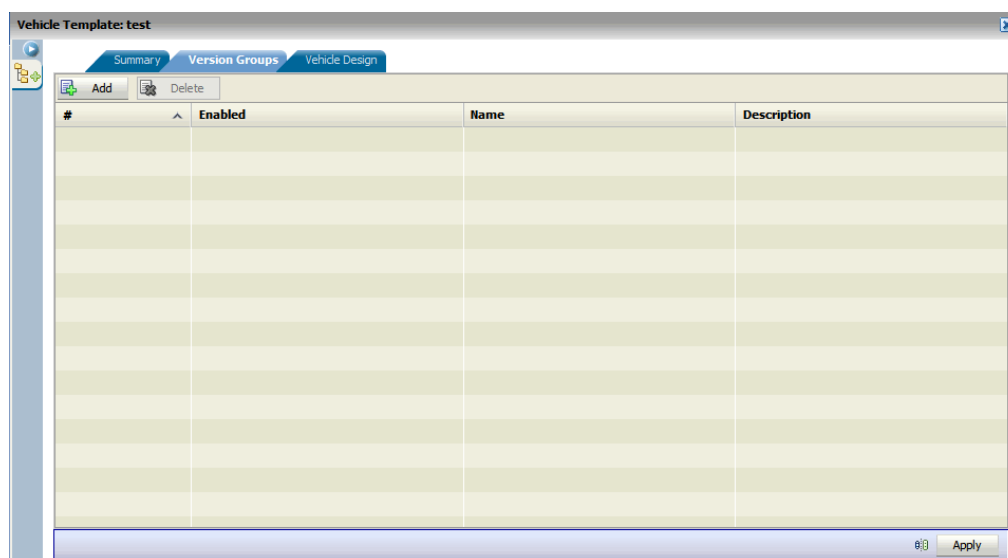 Vehicle Template: test
Summary Version Groups Vehicle Design
Add Delete
# Enabled Name Description
Apply